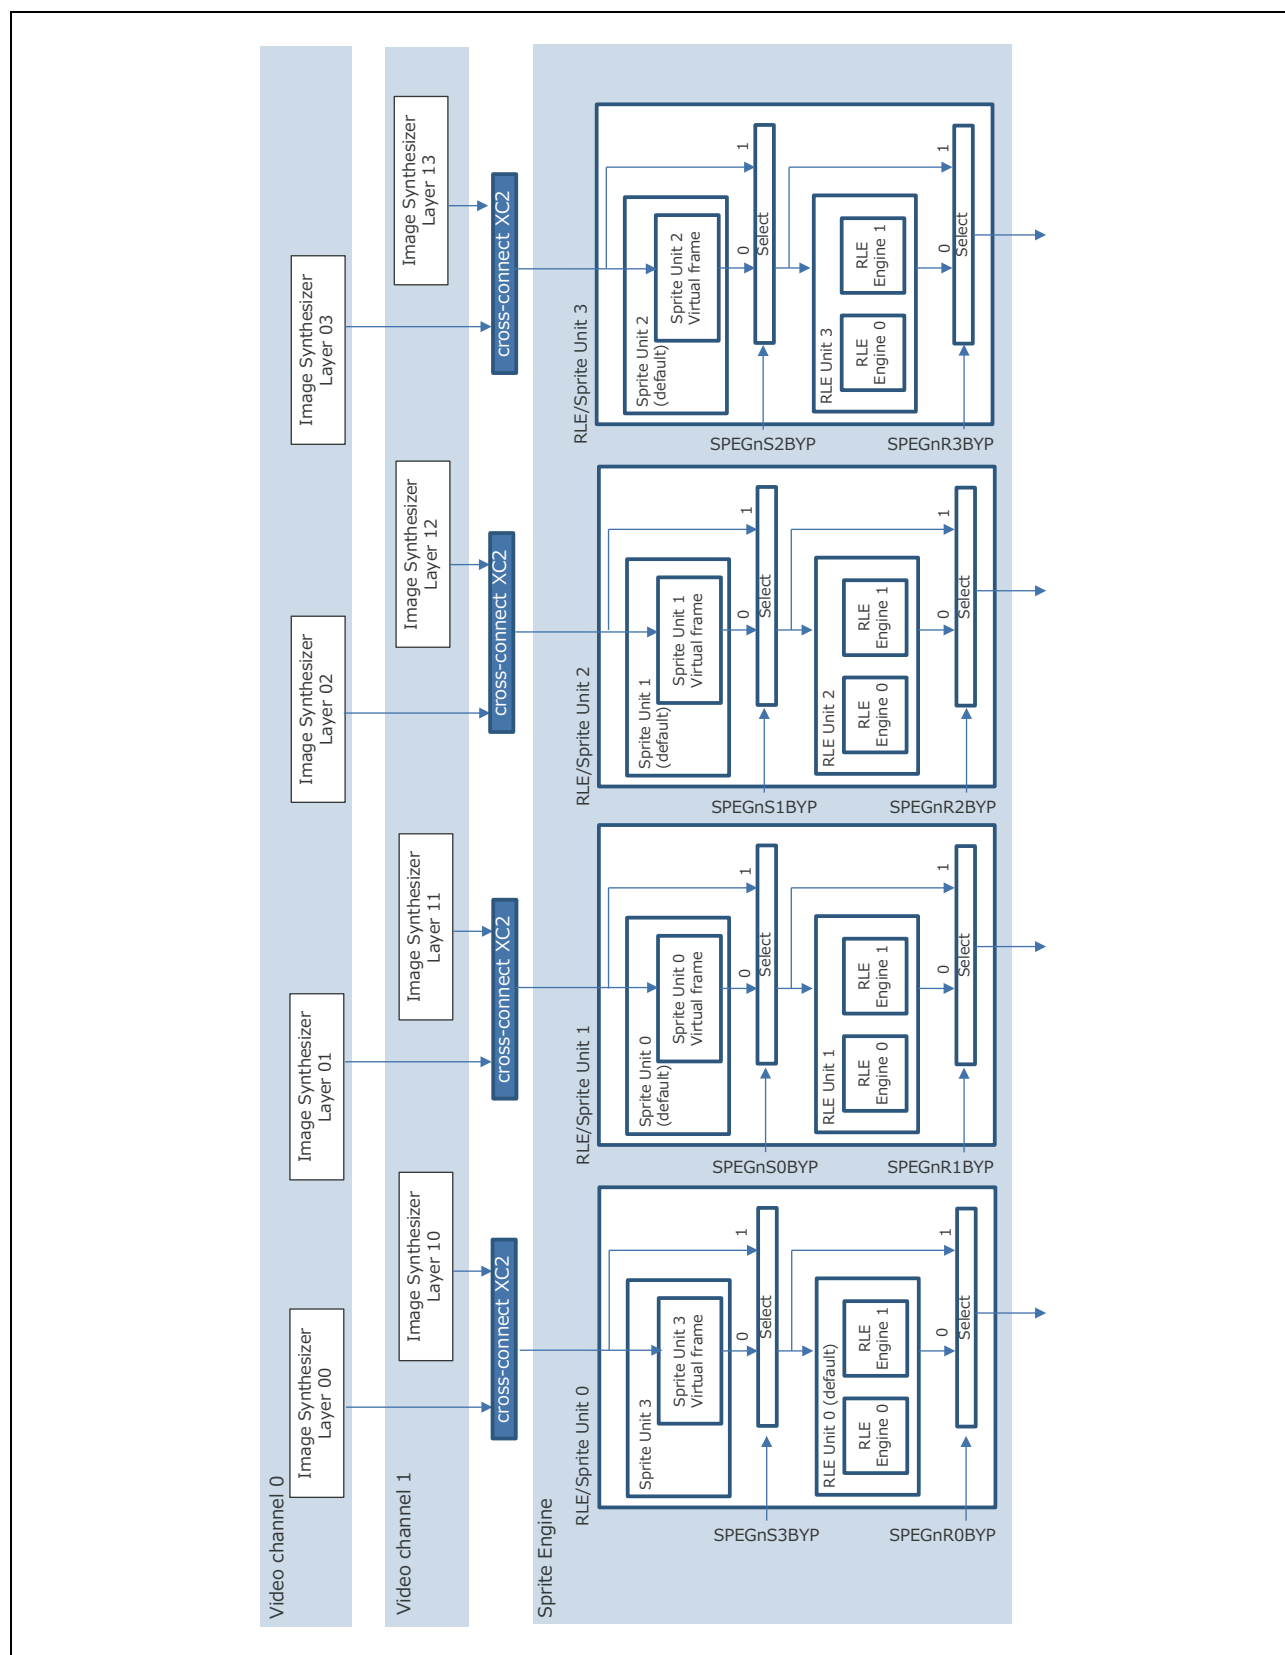 Video channel 0
Image Synthesizer
Layer 00
Image Synthesizer
Layer 01
Image Synthesizer
Layer 02
Image Synthesizer
Layer 03
Video channel 1
Image Synthesizer
Layer 10
Image Synthesizer
Layer 11
Image Synthesizer
Layer 12
Image Synthesizer
Layer 13
cross-connect XC2
cross-connect XC2
cross-connect XC2
cross-connect XC2
Sprite Engine
RLE/Sprite Unit 0
Sprite Unit 3
Sprite Unit 3
Virtual frame
0
1
Select
SPEGnS3BYP
RLE Unit 0 (default)
RLE
Engine 0
RLE
Engine 1
0
1
Select
SPEGnR0BYP
RLE/Sprite Unit 1
Sprite Unit 0
(default)
Sprite Unit 0
Virtual frame
0
1
Select
SPEGnS0BYP
RLE Unit 1
RLE
Engine 0
RLE
Engine 1
0
1
Select
SPEGnR1BYP
RLE/Sprite Unit 2
Sprite Unit 1
(default)
Sprite Unit 1
Virtual frame
0
1
Select
SPEGnS1BYP
RLE Unit 2
RLE
Engine 0
RLE
Engine 1
0
1
Select
SPEGnR2BYP
RLE/Sprite Unit 3
Sprite Unit 2
(default)
Sprite Unit 2
Virtual frame
0
1
Select
SPEGnS2BYP
RLE Unit 3
RLE
Engine 0
RLE
Engine 1
0
1
Select
SPEGnR3BYP